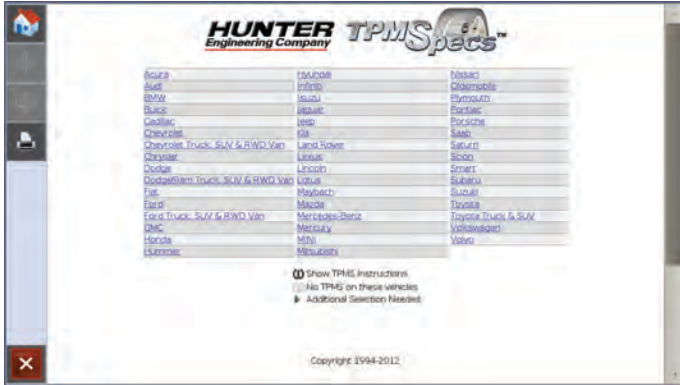 HUNTER
Engineering Company
TPMSpecs™
Acura Hyundai Nissan
Audi Infiniti Oldsmobile
BMW Isuzu Plymouth
Buick Jaguar Pontiac
Cadillac Jeep Porsche
Chevrolet Kia Saab
Chevrolet Truck, SUV & RWD Van Land Rover Saturn
Chrysler Lexus Scion
Dodge Lincoln Smart
Dodge/Ram Truck, SUV & RWD Van Lotus Subaru
Fiat Maybach Suzuki
Ford Mazda Toyota
Ford Truck, SUV & RWD Van Mercedes-Benz Toyota Truck & SUV
GMC Mercury Volkswagen
Honda MINI Volvo
Hummer Mitsubishi
Show TPMS Instructions
No TPMS on these vehicles
Additional Selection Needed
Copyright 1994-2012